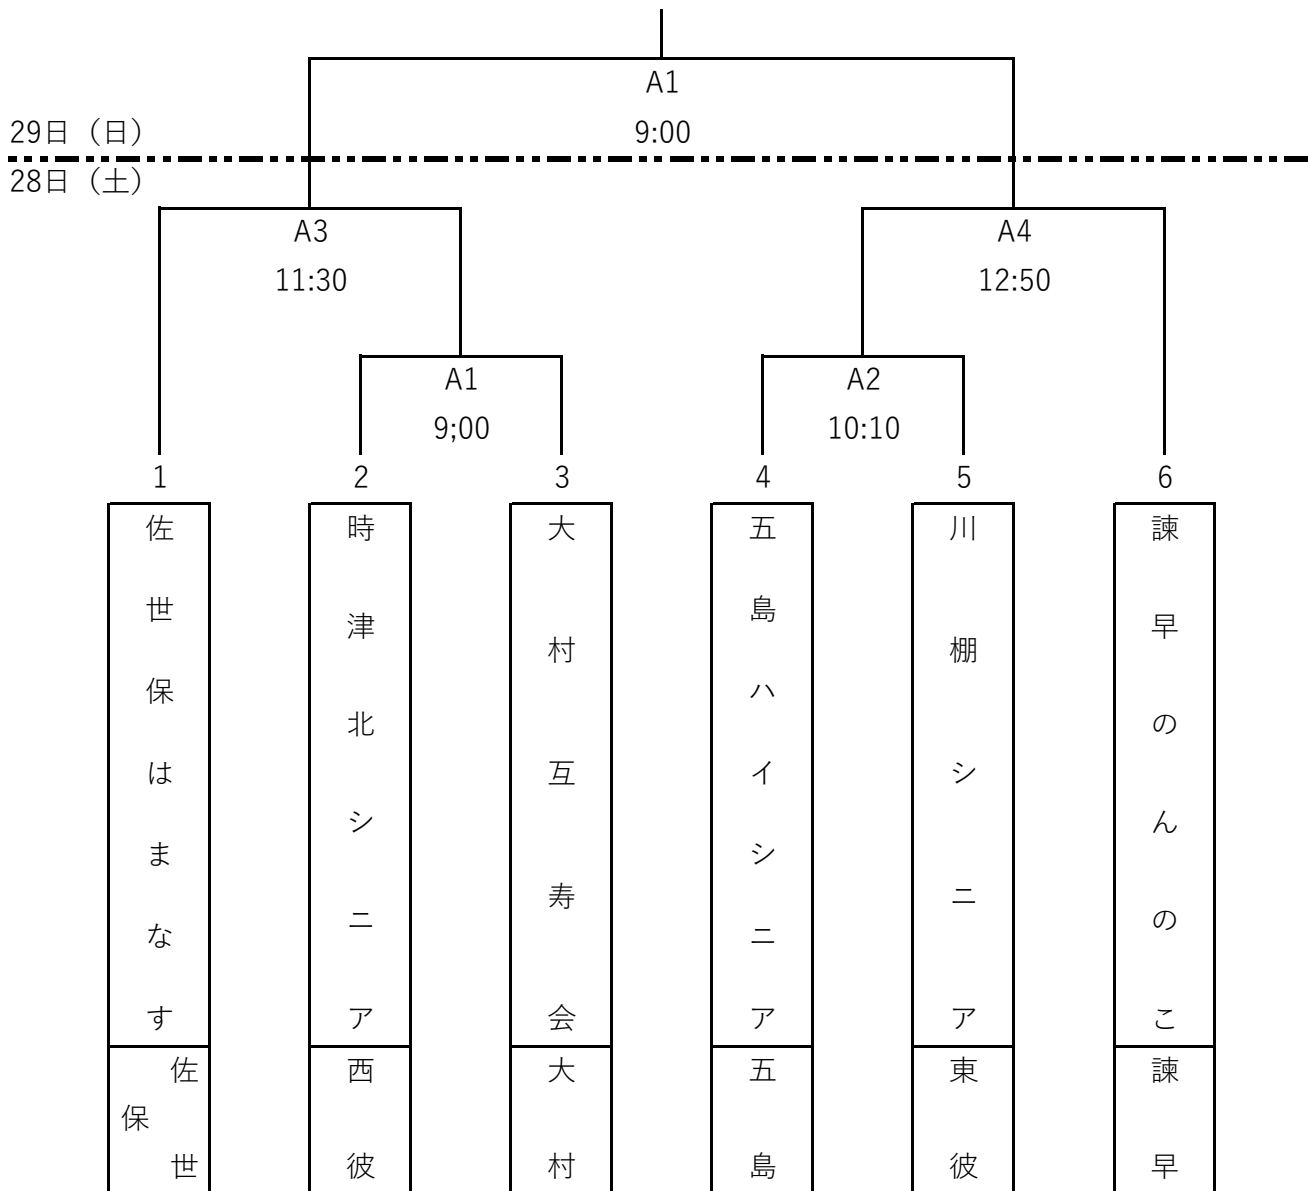 A1
29日（日）
9:00
28日（土）
A3
A4
11:30
12:50
A1
A2
9;00
10:10
1
2
3
4
5
6
佐世保はまなす
時津北シニア
大村互寿会
五島ハイシニア
川棚シニア
諫早のんのこ
佐世保
西彼
大村
五島
東彼
諫早